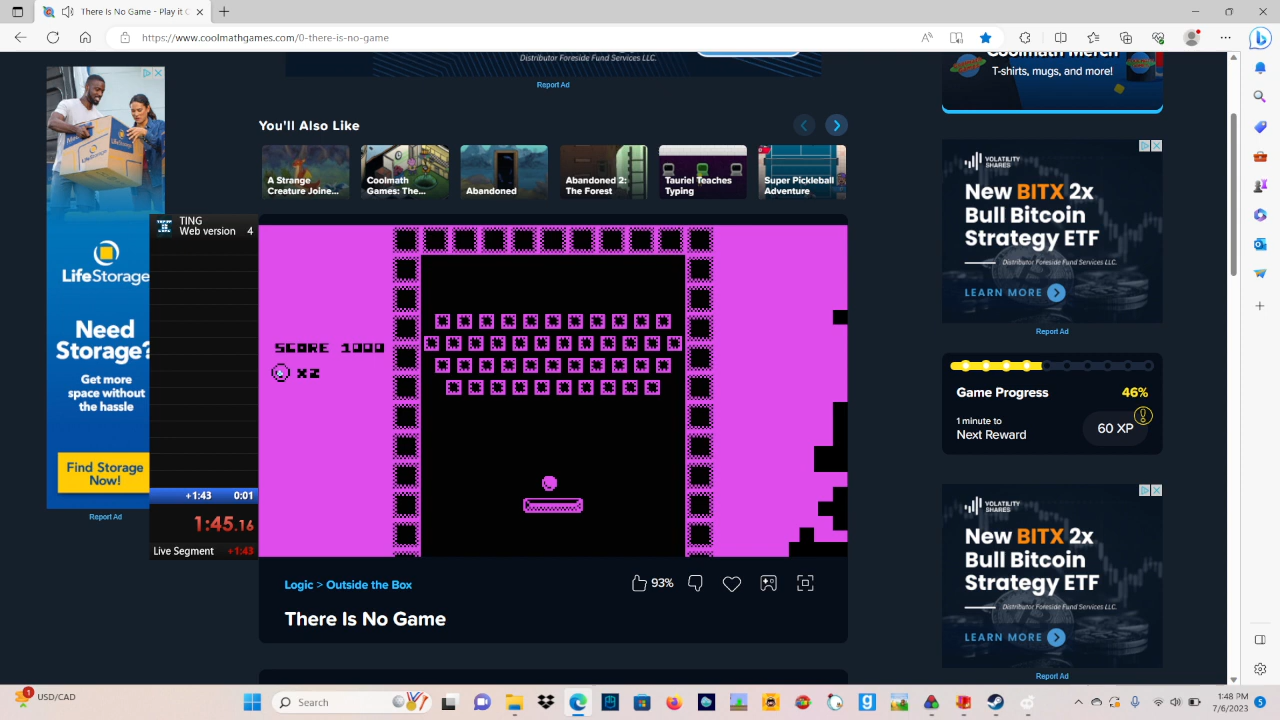 There Is No Game - Play it C
https://www.coolmathgames.com/0-there-is-no-game
Distributor Foreside Fund Services LLC.
Report Ad
Coolmath Merch
T-shirts, mugs, and more!
You'll Also Like
A Strange
Creature Joine...
Coolmath
Games: The...
Abandoned
Abandoned 2:
The Forest
Tauriel Teaches
Typing
Super Pickleball
Adventure
LifeStorage
Need
Storage?
Get more
space without
the hassle
Find Storage
Now!
Report Ad
TING
Web version 4
+1:43 0:01
1:45.16
Live Segment +1:43
SCORE 1000
x2
VOLATILITY
SHARES
New BITX 2x
Bull Bitcoin
Strategy ETF
Distributor Foreside Fund Services LLC.
LEARN MORE
Report Ad
Game Progress 46%
1 minute to
Next Reward
60 XP
VOLATILITY
SHARES
New BITX 2x
Bull Bitcoin
Strategy ETF
Distributor Foreside Fund Services LLC.
LEARN MORE
Report Ad
Logic > Outside the Box
93%
There Is No Game
1
USD/CAD
Search
1:48 PM
7/6/2023
5